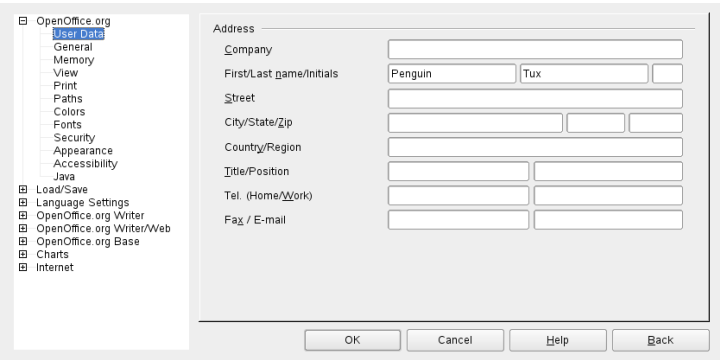 OpenOffice.org
User Data
General
Memory
View
Print
Paths
Colors
Fonts
Security
Appearance
Accessibility
Java
Load/Save
Language Settings
OpenOffice.org Writer
OpenOffice.org Writer/Web
OpenOffice.org Base
Charts
Internet
Address
Company
First/Last name/Initials Penguin Tux
Street
City/State/Zip
Country/Region
Title/Position
Tel. (Home/Work)
Fax / E-mail
OK Cancel Help Back